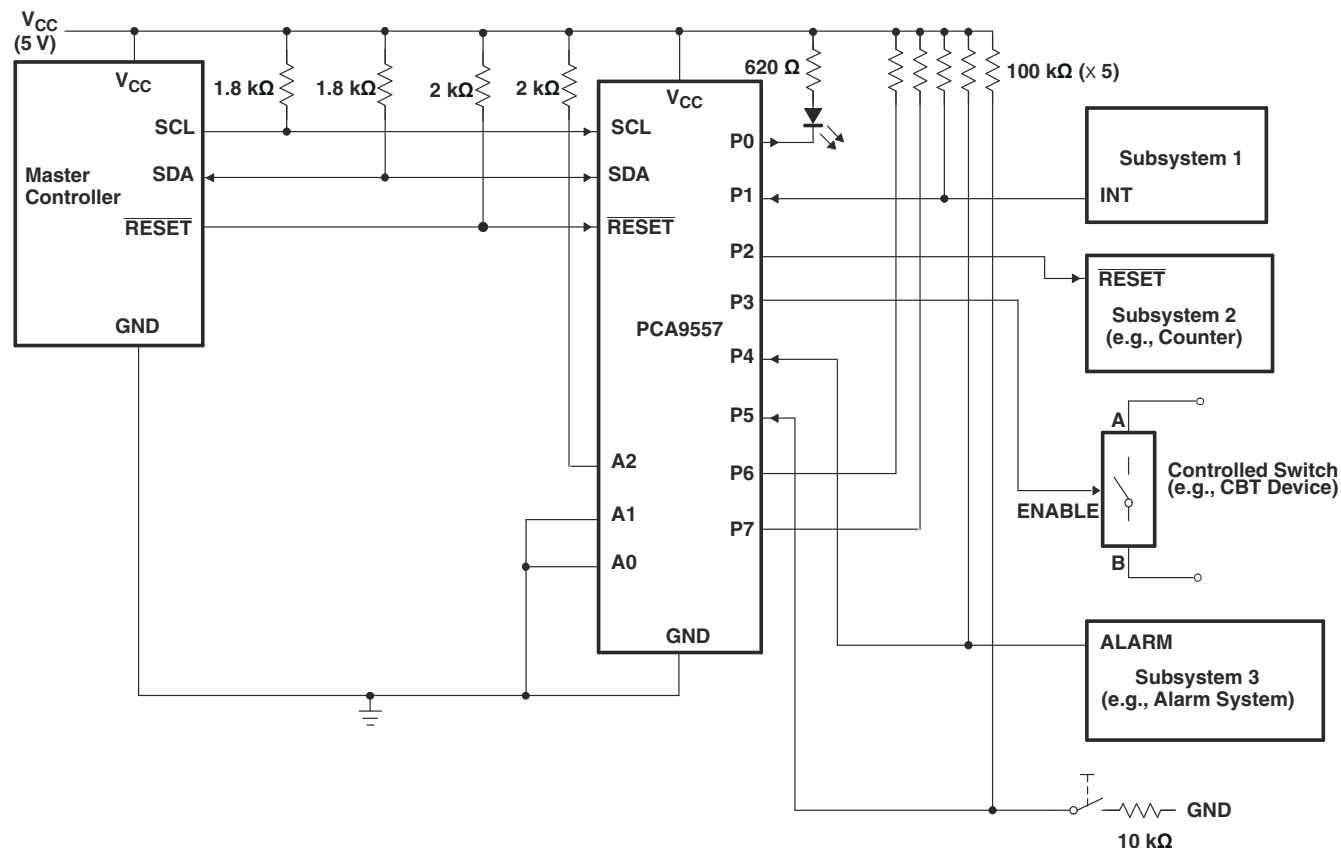 VCC
(5 V)
VCC
1.8 kΩ
1.8 kΩ
2 kΩ
2 kΩ
620 Ω
100 kΩ (x 5)
SCL
SDA
RESET
Master
Controller
GND
VCC
SCL
SDA
RESET
PCA9557
A2
A1
A0
GND
P0
P1
P2
P3
P4
P5
P6
P7
Subsystem 1
INT
RESET
Subsystem 2
(e.g., Counter)
A
Controlled Switch
(e.g., CBT Device)
ENABLE
B
ALARM
Subsystem 3
(e.g., Alarm System)
GND
10 kΩ